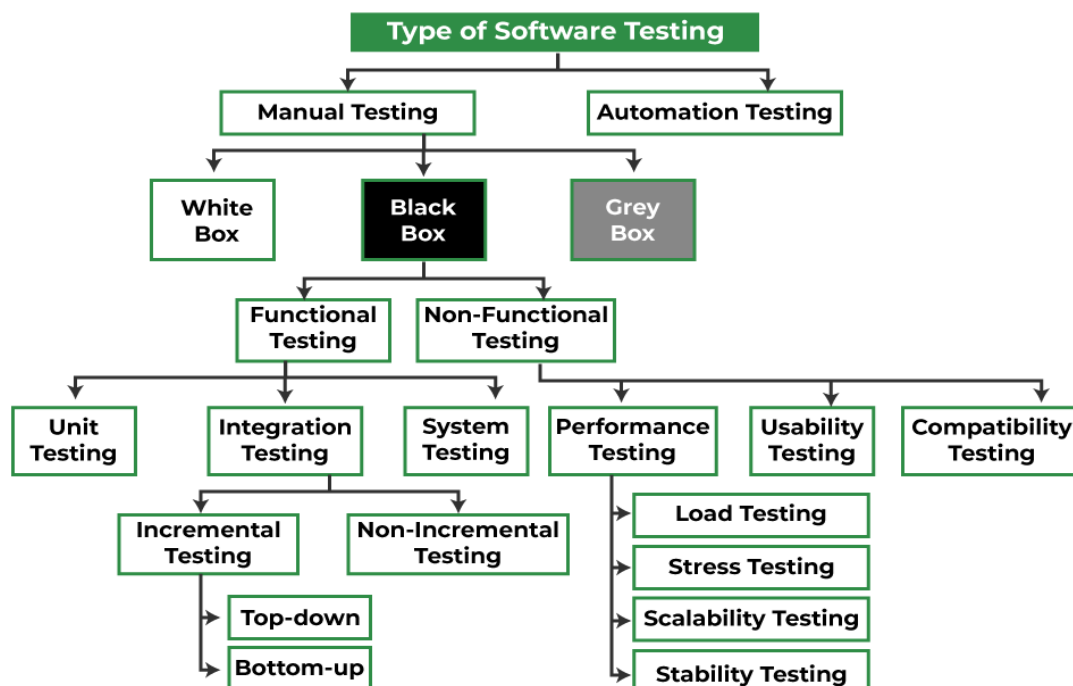 Type of Software Testing
Manual Testing
Automation Testing
White
Box
Black
Box
Grey
Box
Functional
Testing
Non-Functional
Testing
Unit
Testing
Integration
Testing
System
Testing
Performance
Testing
Usability
Testing
Compatibility
Testing
Incremental
Testing
Non-Incremental
Testing
Top-down
Bottom-up
Load Testing
Stress Testing
Scalability Testing
Stability Testing